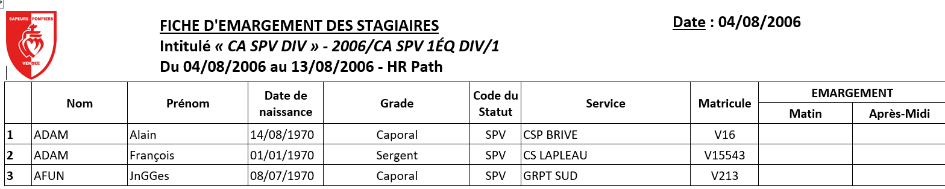 SAPEURS POMPIERS
VENDEE
FICHE D'EMARGEMENT DES STAGIAIRES
Date : 04/08/2006
Intitulé « CA SPV DIV » - 2006/CA SPV 1ÉQ DIV/1
Du 04/08/2006 au 13/08/2006 - HR Path
Nom Prénom Date de naissance Grade Code du Statut Service Matricule EMARGEMENT
Matin Après-Midi
1 ADAM Alain 14/08/1970 Caporal SPV CSP BRIVE V16
2 ADAM François 01/01/1970 Sergent SPV CS LAPLEAU V15543
3 AFUN JnGGes 08/07/1970 Caporal SPV GRPT SUD V213